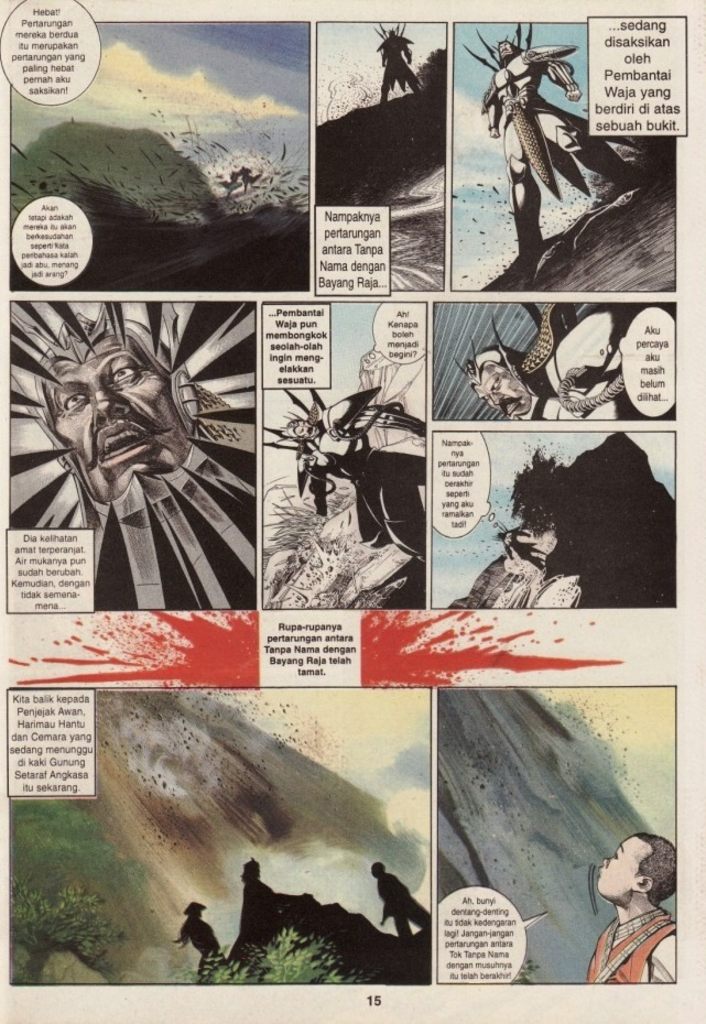 Hebat!
Pertarungan
mereka berdua
itu merupakan
pertarungan yang
paling hebat
pernah aku
saksikan!
Akan
tetapi adakah
mereka itu akan
berkesudahan
seperti kata
peribahasa kalah
jadi abu, menang
jadi arang?
Nampaknya
pertarungan
antara Tanpa
Nama dengan
Bayang Raja...
...sedang
disaksikan
oleh
Pembantai
Waja yang
berdiri di atas
sebuah bukit.
Dia kelihatan
amat terperanjat.
Air mukanya pun
sudah berubah.
Kemudian, dengan
tidak semena-
mena...
...Pembantai
Waja pun
membongkok
seolah-olah
ingin meng-
elakkan
sesuatu.
Ah!
Kenapa
boleh
menjadi
begini?
Aku
percaya
aku
masih
belum
dilihat...
Nampak-
nya
pertarungan
itu sudah
berakhir
seperti
yang aku
ramalkan
tadi!
Rupa-rupanya
pertarungan antara
Tanpa Nama dengan
Bayang Raja telah
tamat.
Kita balik kepada
Penjejak Awan,
Harimau Hantu
dan Cemara yang
sedang menunggu
di kaki Gunung
Setaraf Angkasa
itu sekarang.
Ah, bunyi
dentang-denting
itu tidak kedengaran
lagi! Jangan-jangan
pertarungan antara
Tok Tanpa Nama
dengan musuhnya
itu telah berakhir!
15